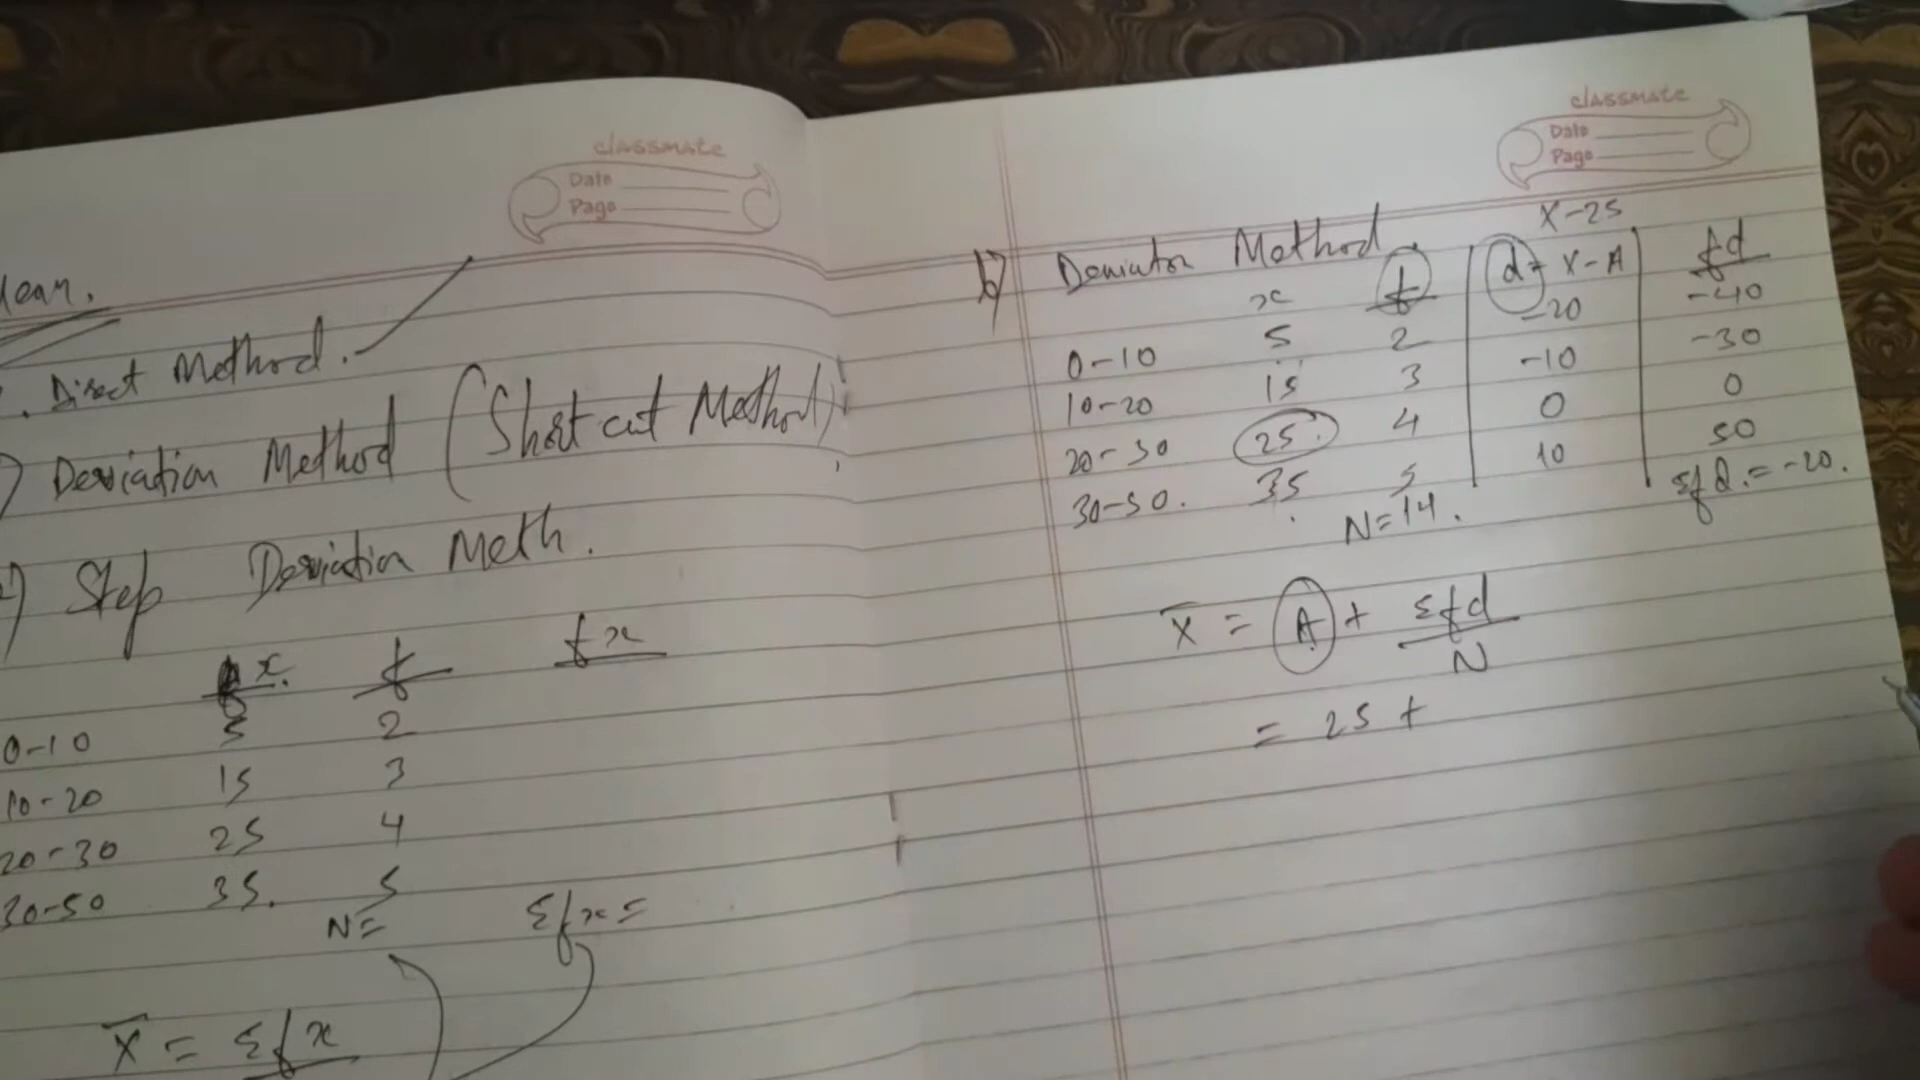 classmate
Date
Page
ean.
. Direct Method.
) Deviation Method (Short cut Method)
) Step Deviation Meth.
x. f fx
0-10 5 2
10-20 15 3
20-30 25 4
30-50 35. 5
N= Σfx=
X̄ = Σfx
classmate
Date
Page
b) Deviation Method.
X-25
x f d= X-A fd
0-10 5 2 -20 -40
10-20 15 3 -10 -30
20-30 25. 4 0 0
30-50. 35 5 10 50
N=14. Σfd.=-20.
X̄ = A + Σfd
N
= 25 +